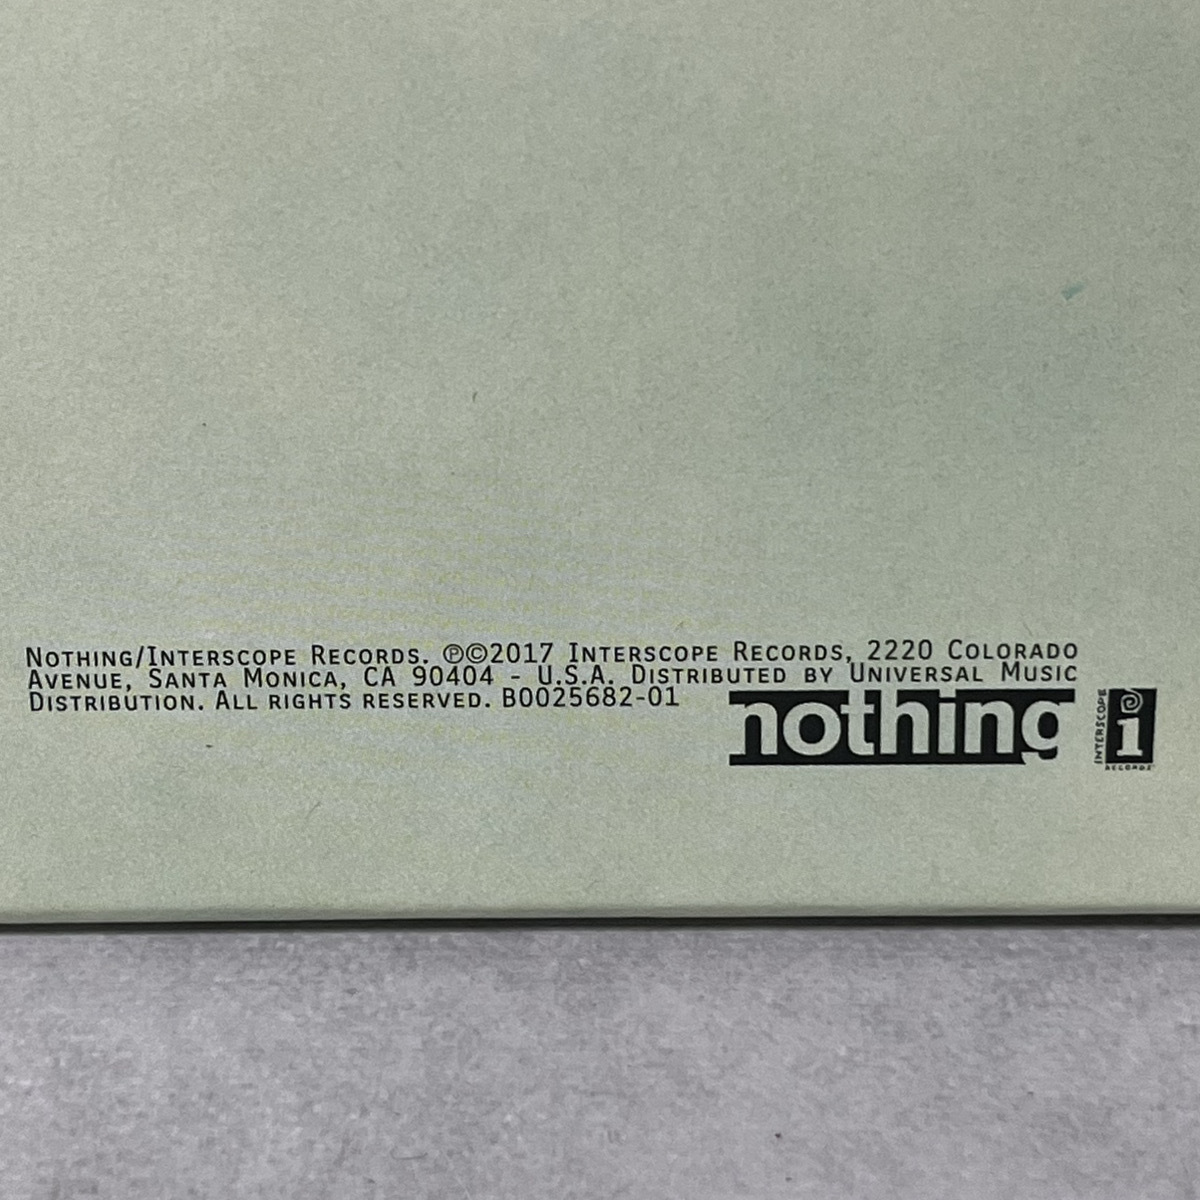 NOTHING/INTERSCOPE RECORDS. ℗©2017 INTERSCOPE RECORDS, 2220 COLORADO
AVENUE, SANTA MONICA, CA 90404 - U.S.A. DISTRIBUTED BY UNIVERSAL MUSIC
DISTRIBUTION. ALL RIGHTS RESERVED. B0025682-01
nothing
INTERSCOPE
i
RECORDS